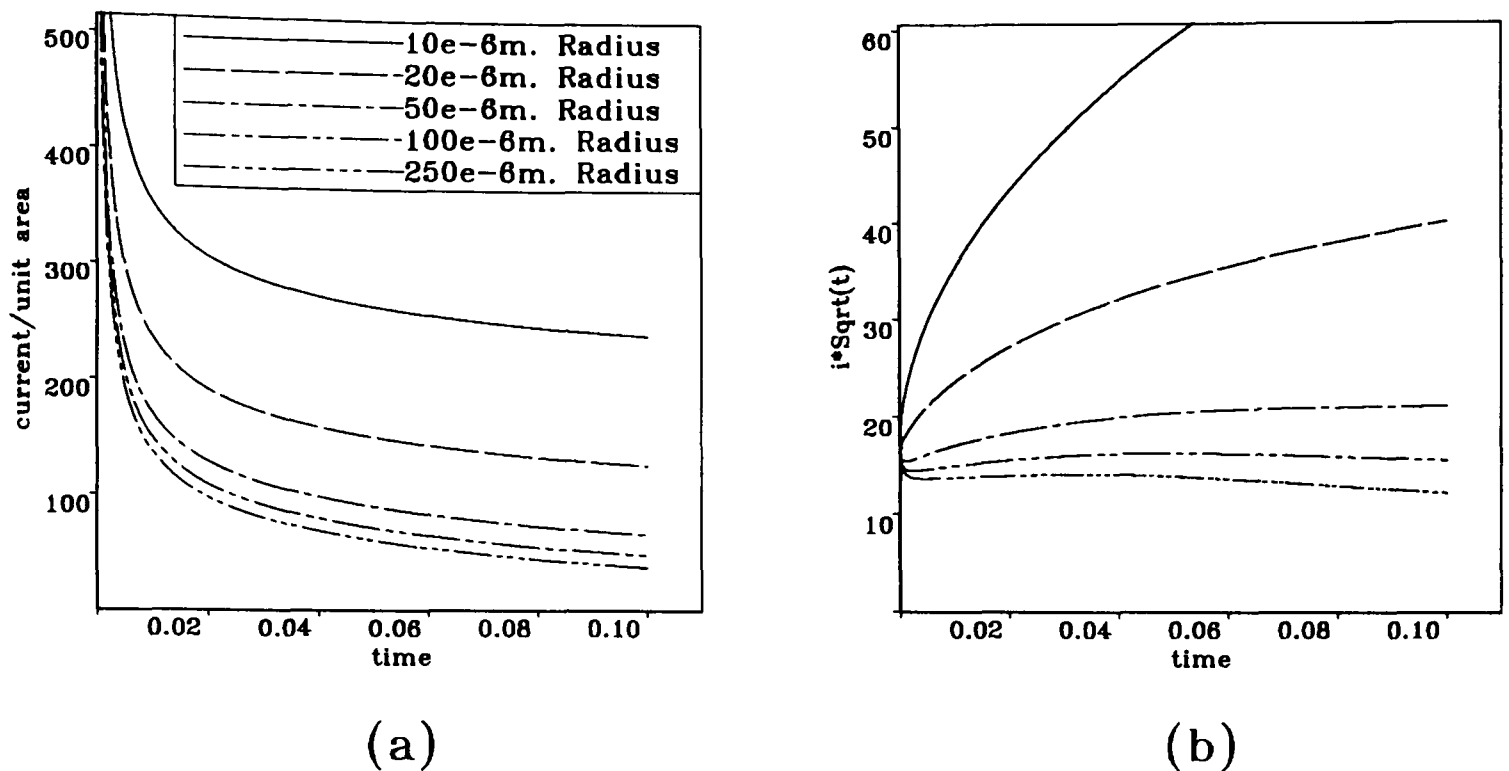 500
400
300
200
100
current/unit area
10e-6m. Radius
20e-6m. Radius
50e-6m. Radius
100e-6m. Radius
250e-6m. Radius
0.02 0.04 0.06 0.08 0.10
time
(a)
60
50
40
30
20
10
i*Sqrt(t)
0.02 0.04 0.06 0.08 0.10
time
(b)